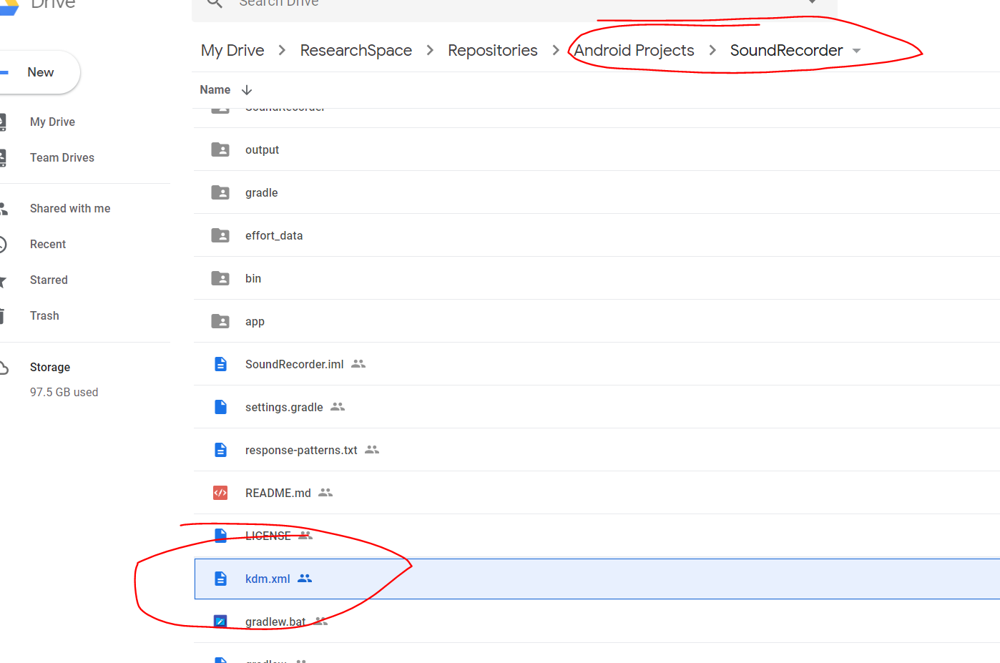 Drive
Search Drive
My Drive > ResearchSpace > Repositories > Android Projects > SoundRecorder
New
Name
My Drive
Team Drives
Shared with me
Recent
Starred
Trash
Storage
97.5 GB used
SoundRecorder
output
gradle
effort_data
bin
app
SoundRecorder.iml
settings.gradle
response-patterns.txt
README.md
LICENSE
kdm.xml
gradlew.bat
gradlew